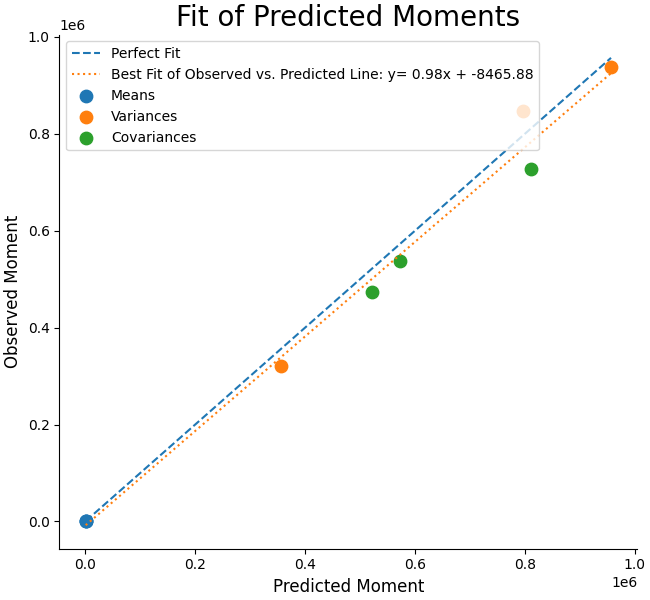 Fit of Predicted Moments
1e6
1.0
0.8
0.6
0.4
0.2
0.0
Observed Moment
Perfect Fit
Best Fit of Observed vs. Predicted Line: y= 0.98x + -8465.88
Means
Variances
Covariances
0.0 0.2 0.4 0.6 0.8 1.0
1e6
Predicted Moment